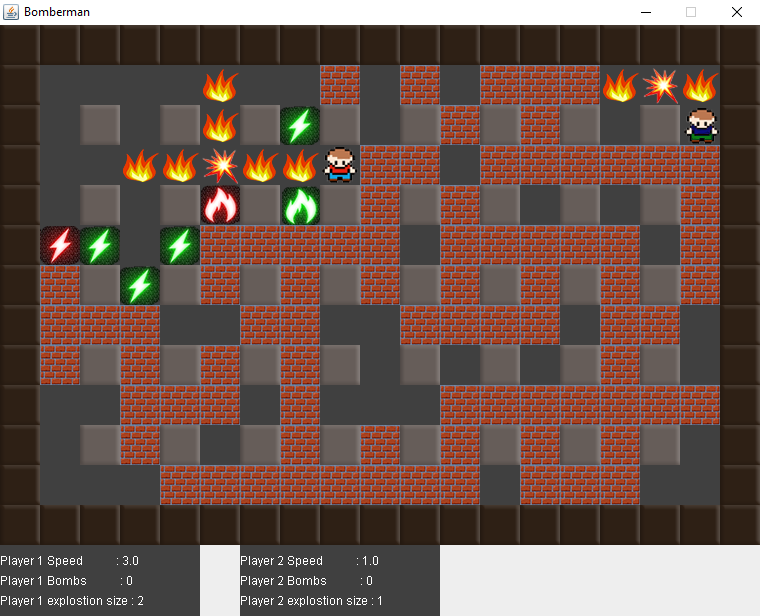 Bomberman
Player 1 Speed : 3.0 Player 2 Speed : 1.0
Player 1 Bombs : 0 Player 2 Bombs : 0
Player 1 explostion size : 2 Player 2 explostion size : 1